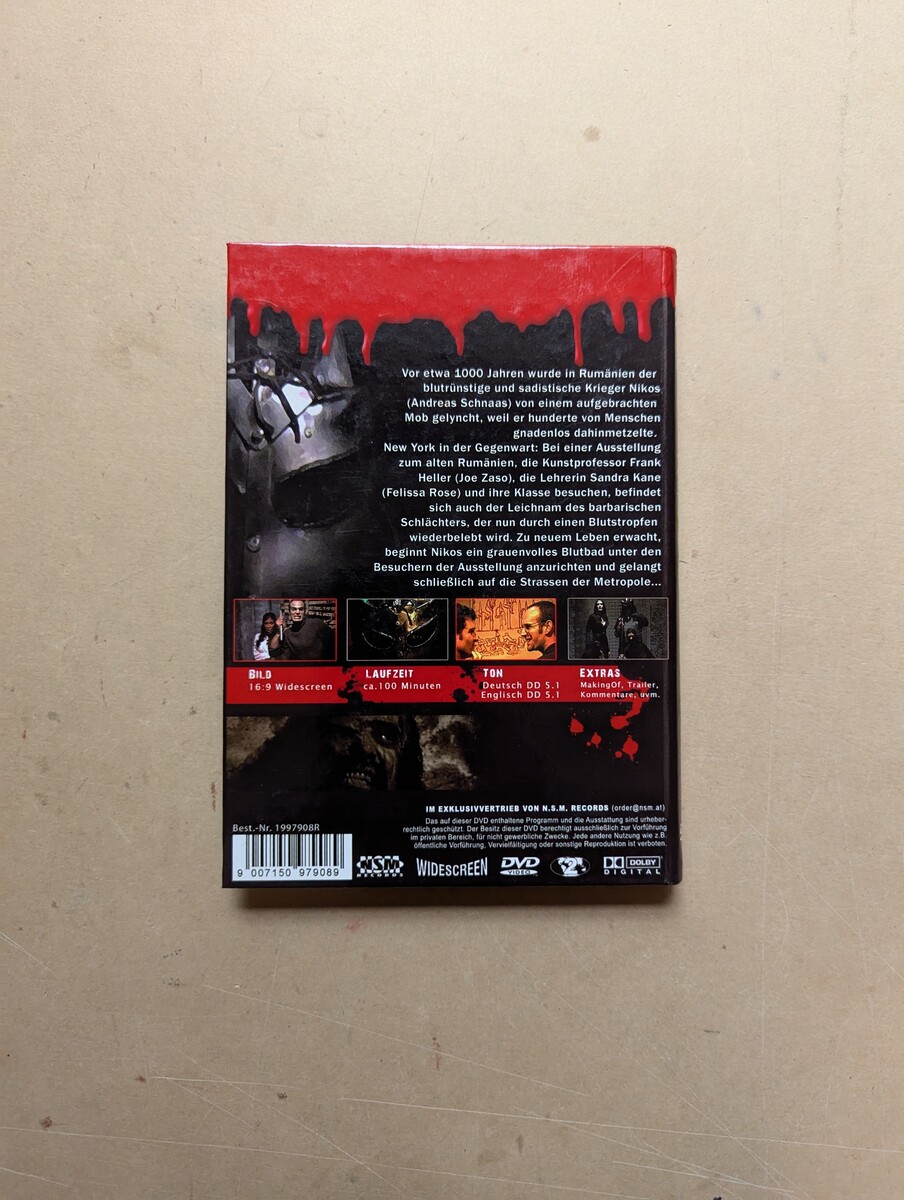 Vor etwa 1000 Jahren wurde in Rumänien der
blutrünstige und sadistische Krieger Nikos
(Andreas Schnaas) von einem aufgebrachten
Mob gelyncht, weil er hunderte von Menschen
gnadenlos dahinmetzelte.
New York in der Gegenwart: Bei einer Ausstellung
zum alten Rumänien, die Kunstprofessor Frank
Heller (Joe Zaso), die Lehrerin Sandra Kane
(Felissa Rose) und ihre Klasse besuchen, befindet
sich auch der Leichnam des barbarischen
Schlächters, der nun durch einen Blutstropfen
wiederbelebt wird. Zu neuem Leben erwacht,
beginnt Nikos ein grauenvolles Blutbad unter den
Besuchern der Ausstellung anzurichten und gelangt
schließlich auf die Strassen der Metropole...
BILD
16:9 Widescreen
LAUFZEIT
ca.100 Minuten
TON
Deutsch DD 5.1
Englisch DD 5.1
EXTRAS
MakingOf, Trailer,
Kommentare, uvm.
IM EXKLUSIVVERTRIEB VON N.S.M. RECORDS (order@nsm.at)
Das auf dieser DVD enthaltene Programm und die Ausstattung sind urheber-
rechtlich geschützt. Der Besitz dieser DVD berechtigt ausschließlich zur Vorführung
im privaten Bereich, für nicht gewerbliche Zwecke. Jede andere Nutzung wie z.B.
öffentliche Vorführung, Vervielfältigung oder sonstige Reproduktion ist verboten.
Best.-Nr. 1997908R
9 007150 979089
NSM RECORDS
WIDESCREEN
DVD VIDEO
2
DOLBY DIGITAL